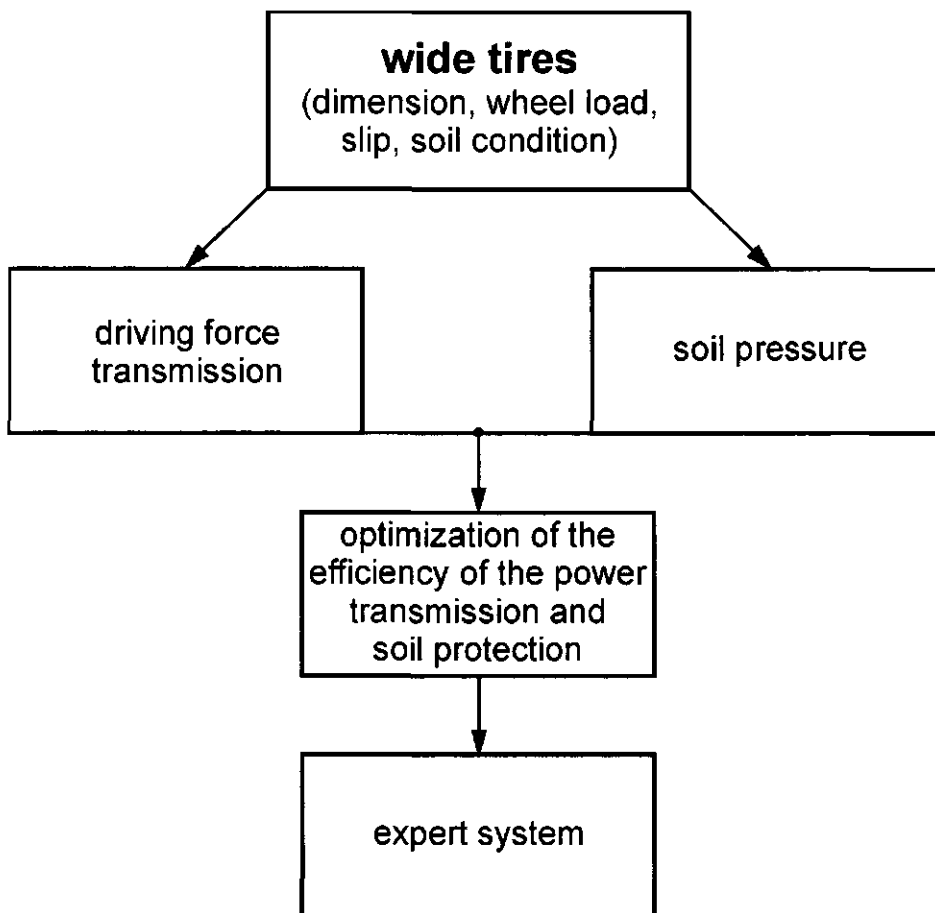 wide tires
(dimension, wheel load,
slip, soil condition)
driving force
transmission
soil pressure
optimization of the
efficiency of the power
transmission and
soil protection
expert system